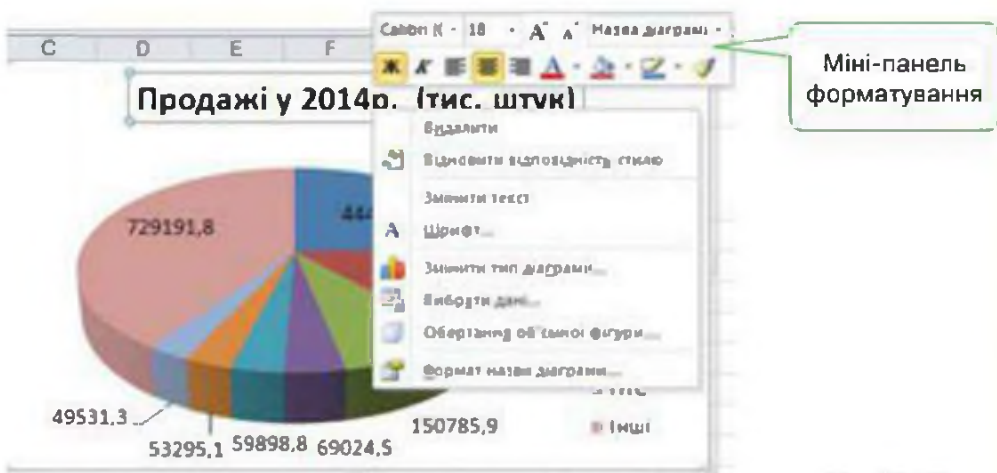 Calibri (С 18 A A Назва діаграми
C D E F
Ж К A
Міні-панель
форматування
Продажі у 2014р. (тис. штук)
Видалити
Відновити відповідність стилю
Змінити текст
A Шрифт...
Змінити тип діаграми...
Вибрати дані...
Обертання об'ємної фігури...
Формат назви діаграми...
729191,8
444
49531,3
53295,1
59898,8
69024,5
150785,9
Інші